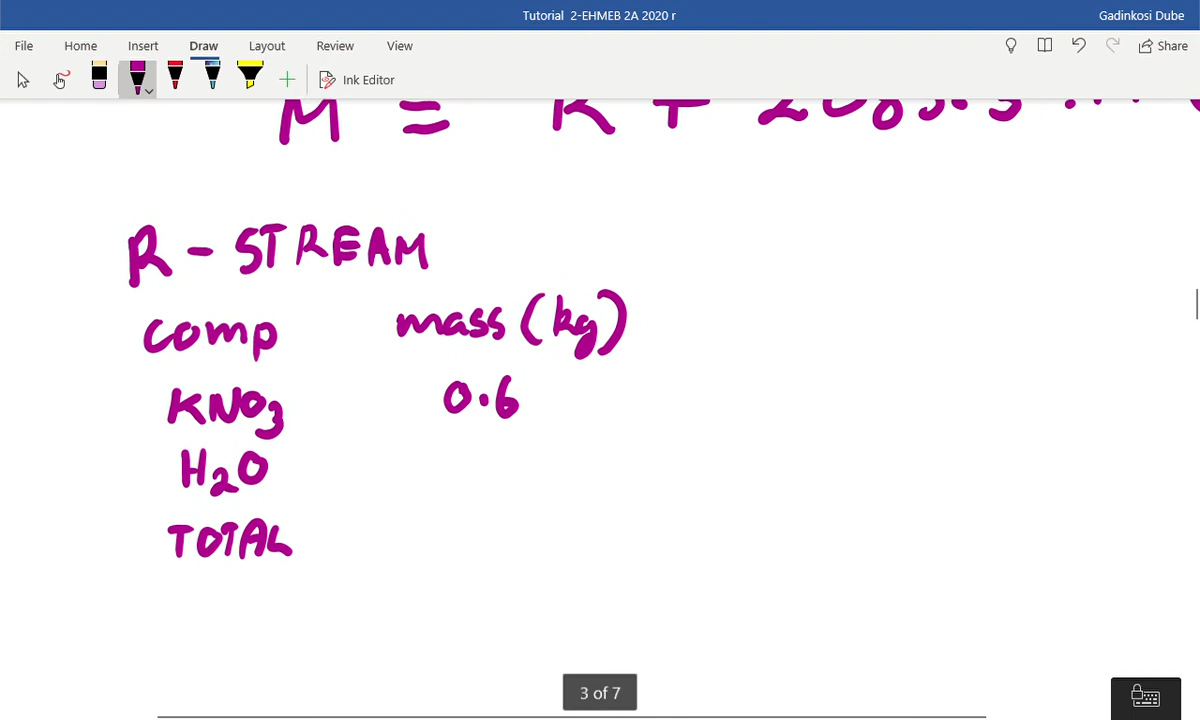 Tutorial 2-EHMEB 2A 2020 r
Gadinkosi Dube
File Home Insert Draw Layout Review View Share
Ink Editor
M = R +
R - STREAM
comp mass (kg)
KNO3 0.6
H2O
TOTAL
3 of 7